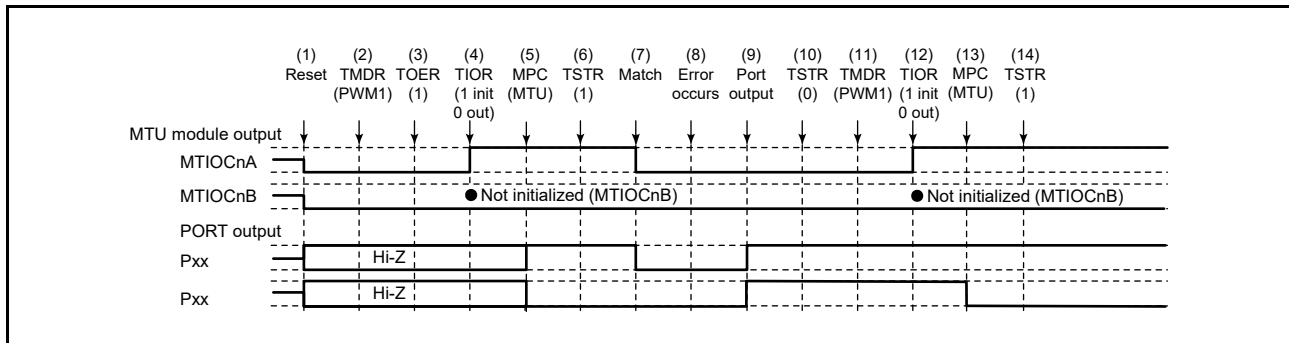 (1) (2) (3) (4) (5) (6) (7) (8) (9) (10) (11) (12) (13) (14)
Reset TMDR TOER TIOR MPC TSTR Match Error Port TSTR TMDR TIOR MPC TSTR
(PWM1) (1) (1 init (MTU) (1) occurs output (0) (PWM1) (1 init (MTU) (1)
0 out) 0 out)
MTU module output
MTIOCnA
MTIOCnB ● Not initialized (MTIOCnB) ● Not initialized (MTIOCnB)
PORT output
Pxx Hi-Z
Pxx Hi-Z